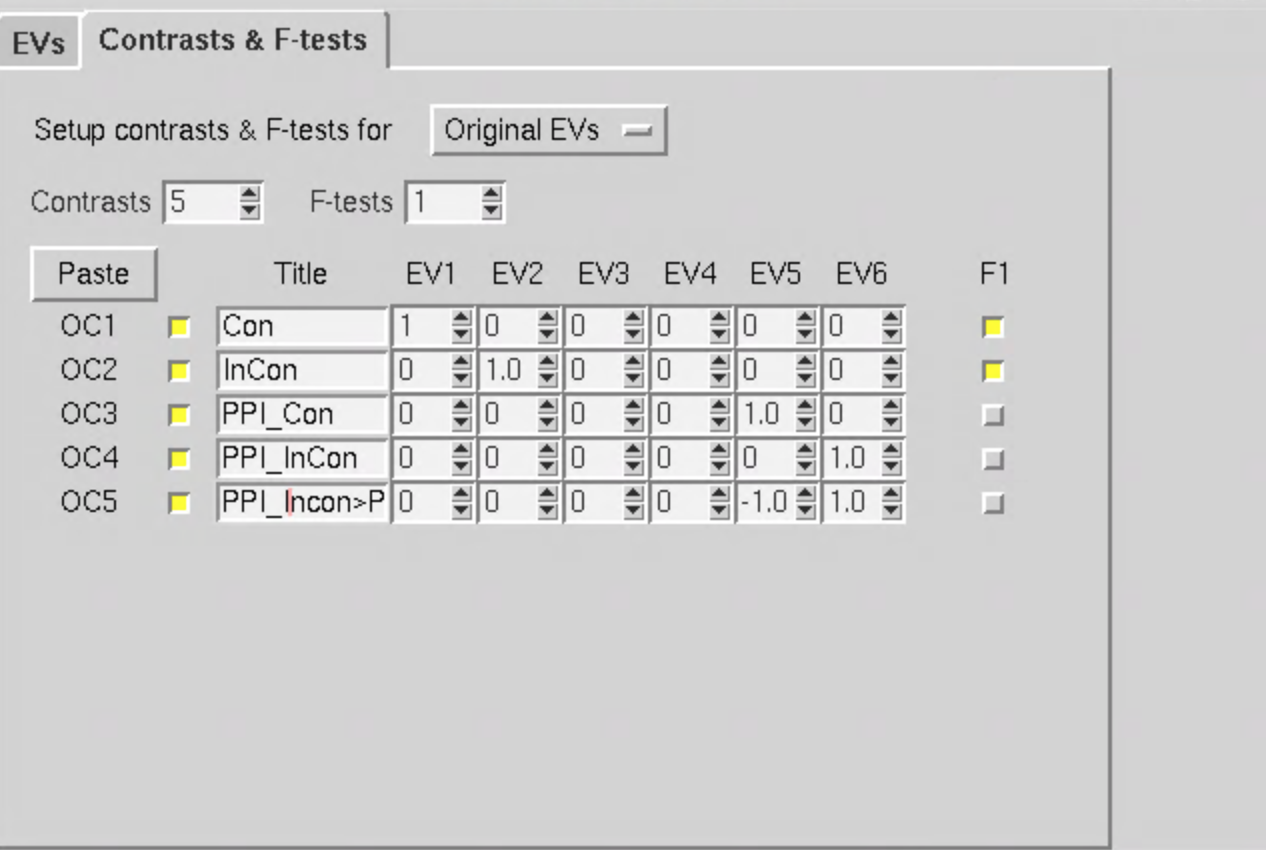 EVs Contrasts & F-tests
Setup contrasts & F-tests for Original EVs
Contrasts 5 F-tests 1
Paste Title EV1 EV2 EV3 EV4 EV5 EV6 F1
OC1 Con 1 0 0 0 0 0
OC2 InCon 0 1.0 0 0 0 0
OC3 PPI_Con 0 0 0 0 1.0 0
OC4 PPI_InCon 0 0 0 0 0 1.0
OC5 PPI_Incon>P 0 0 0 0 -1.0 1.0